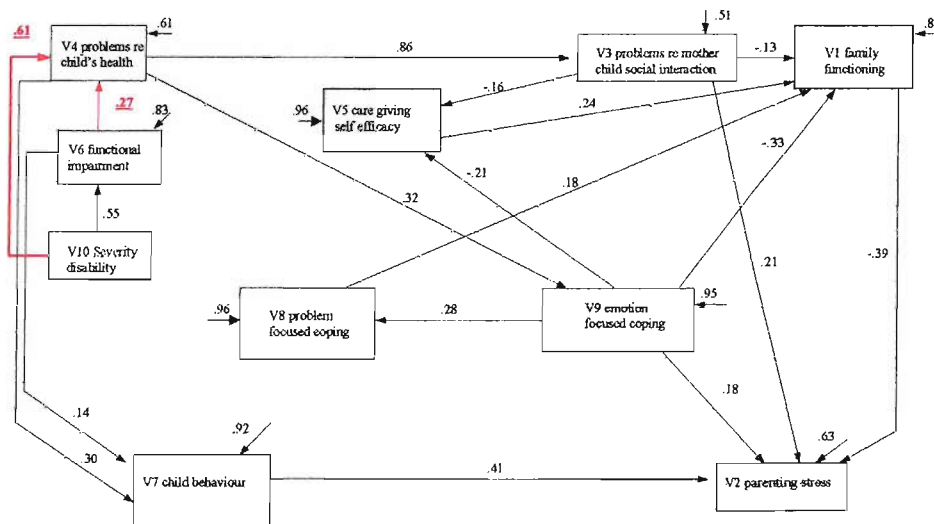 .61
.61
V4 problems re
child's health
.86
.51
V3 problems re mother
child social interaction
-.13
.8
V1 family
functioning
-.16
.96
V5 care giving
self efficacy
.24
.27
.83
V6 functional
impairment
-.21
.18
-.33
.32
.55
V10 Severity
disability
-.39
.21
.96
V8 problem
focused coping
.28
V9 emotion
focused coping
.95
.18
.14
.30
.92
V7 child behaviour
.41
.63
V2 parenting stress